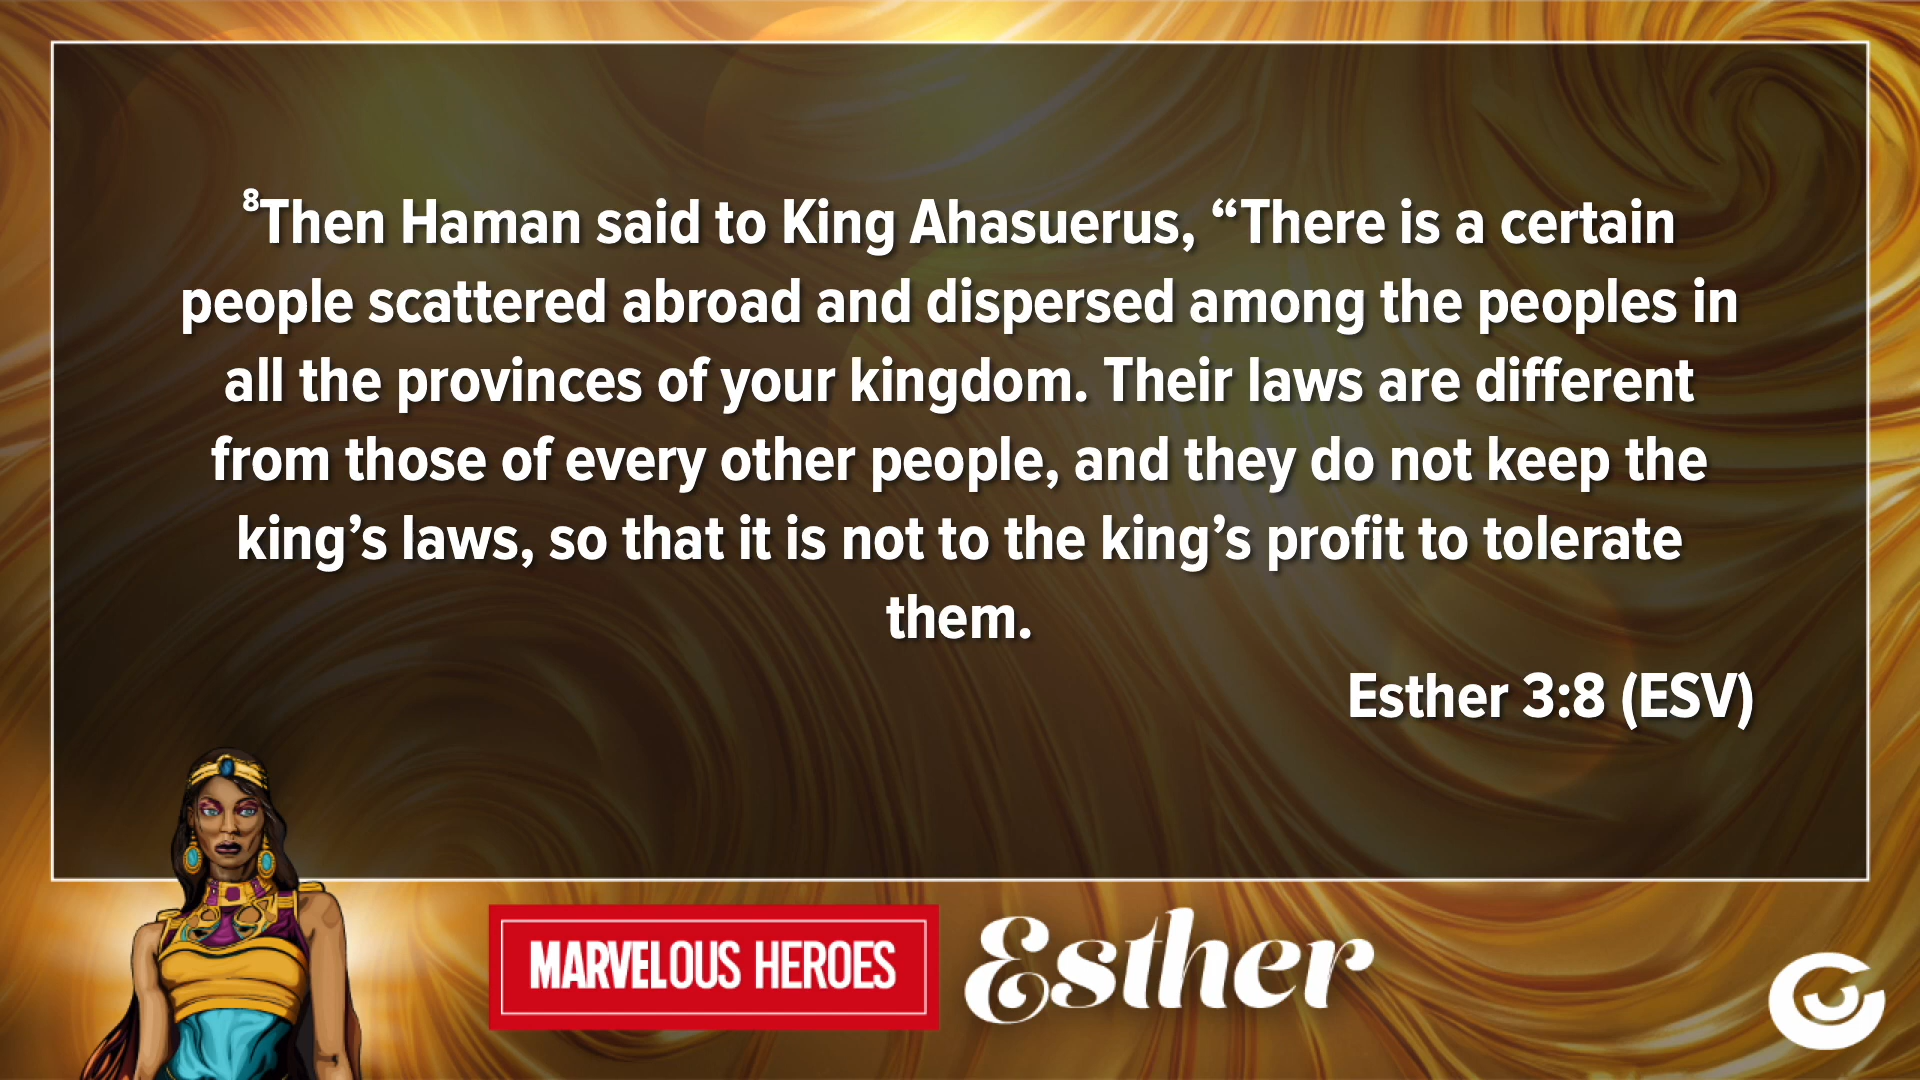 ⁸Then Haman said to King Ahasuerus, “There is a certain
people scattered abroad and dispersed among the peoples in
all the provinces of your kingdom. Their laws are different
from those of every other people, and they do not keep the
king’s laws, so that it is not to the king’s profit to tolerate
them.
Esther 3:8 (ESV)
MARVELOUS HEROES
Esther